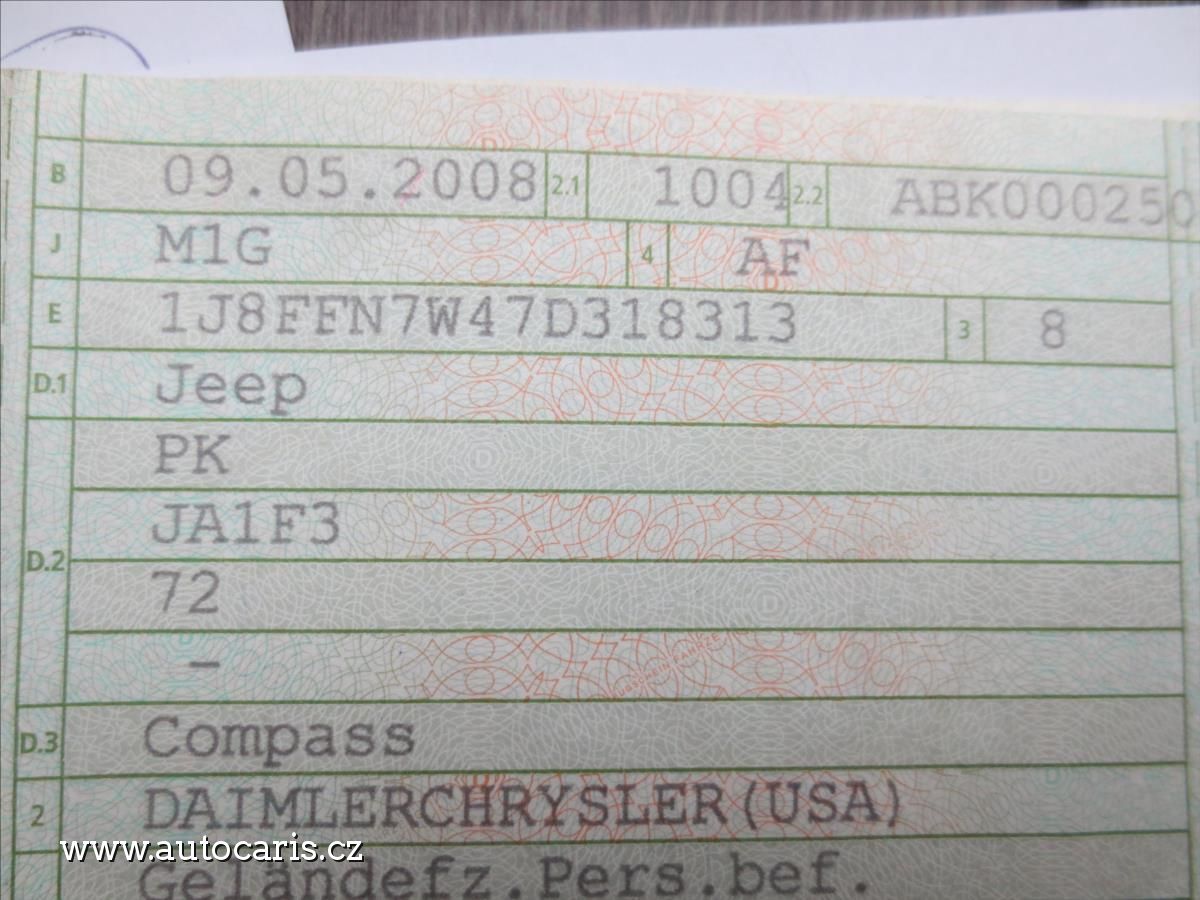 B 09.05.2008 2.1 1004 2.2 ABK000250
J M1G 4 AF
E 1J8FFN7W47D318313 3 8
D.1 Jeep
PK
JA1F3
D.2 72
–
D.3 Compass
2 DAIMLERCHRYSLER(USA)
www.autocaris.cz
Geländefz.Pers.bef.